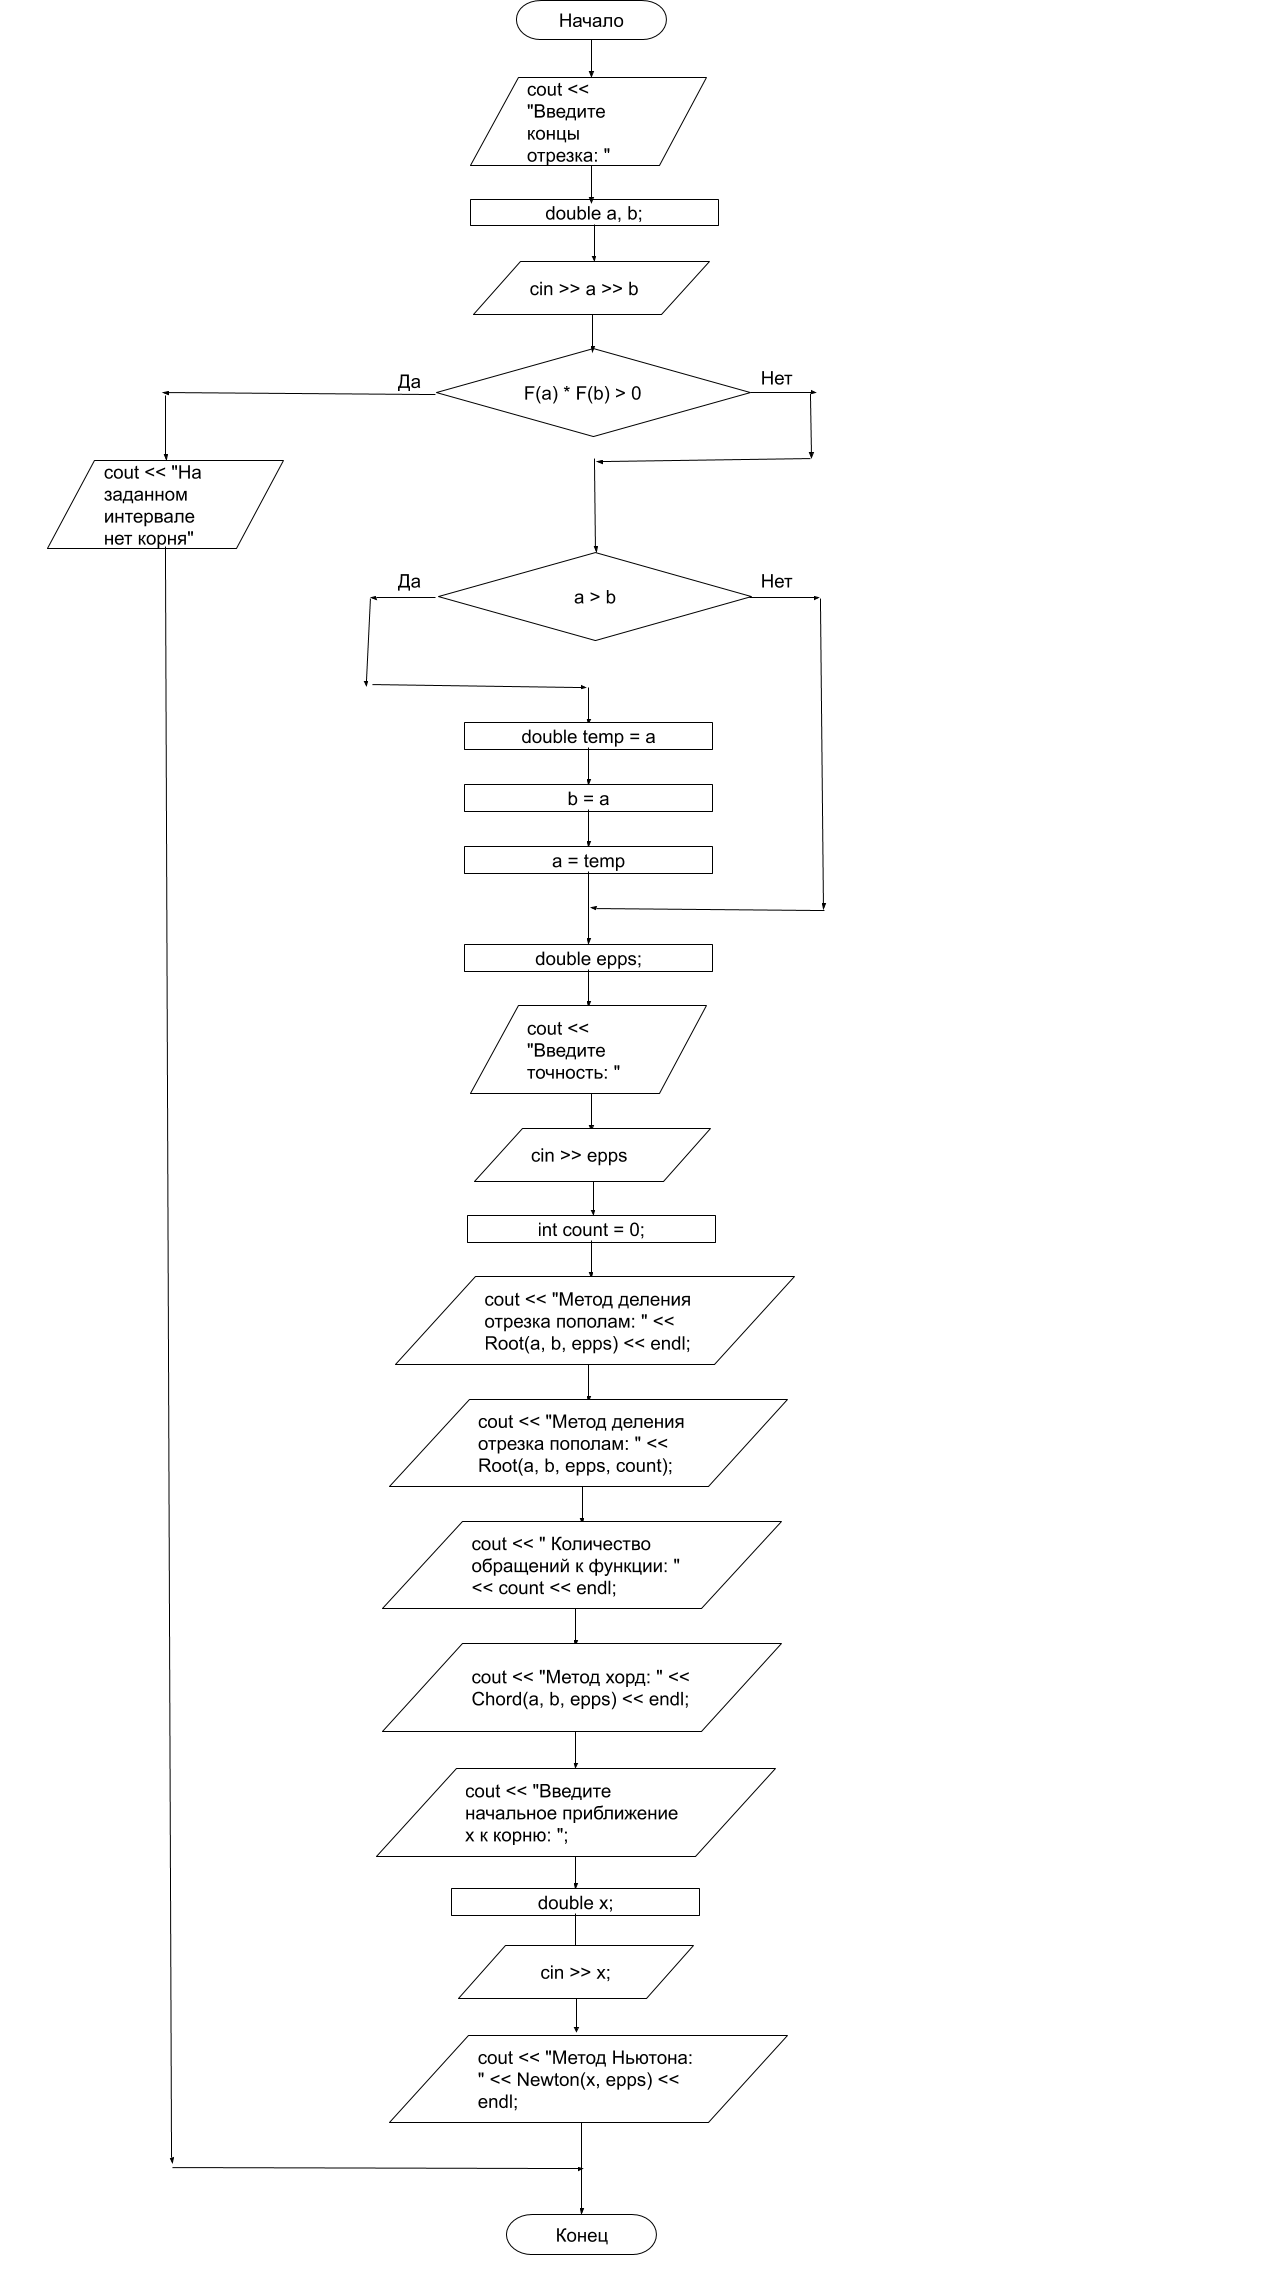 Начало
cout <<
"Введите
концы
отрезка: "
double a, b;
cin >> a >> b
Да
F(a) * F(b) > 0
Нет
cout << "На
заданном
интервале
нет корня"
Да
a > b
Нет
double temp = a
b = a
a = temp
double epps;
cout <<
"Введите
точность: "
cin >> epps
int count = 0;
cout << "Метод деления
отрезка пополам: " <<
Root(a, b, epps) << endl;
cout << "Метод деления
отрезка пополам: " <<
Root(a, b, epps, count);
cout << " Количество
обращений к функции: "
<< count << endl;
cout << "Метод хорд: " <<
Chord(a, b, epps) << endl;
cout << "Введите
начальное приближение
x к корню: ";
double x;
cin >> x;
cout << "Метод Ньютона:
" << Newton(x, epps) <<
endl;
Конец